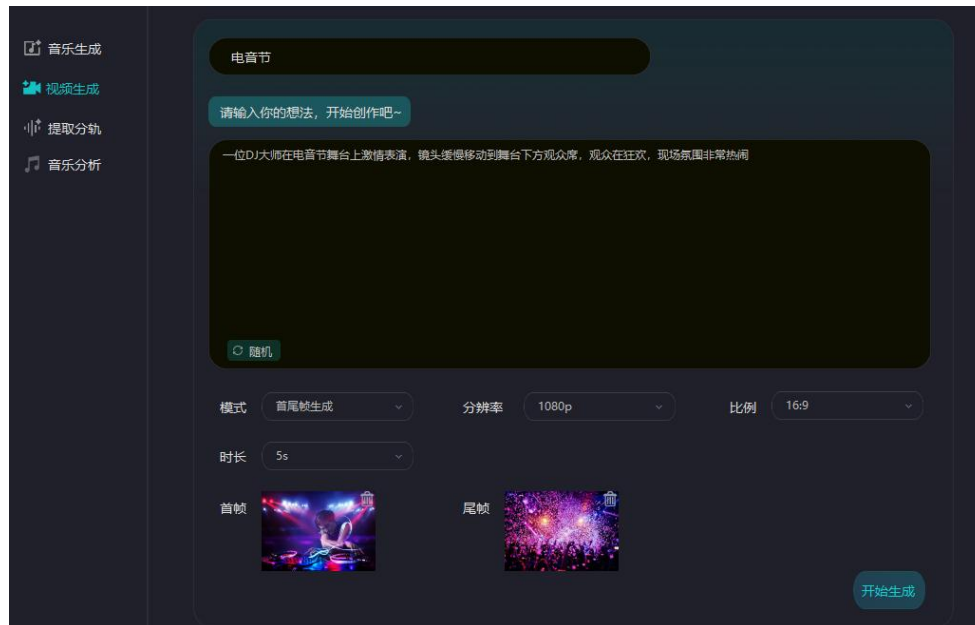 音乐生成
视频生成
提取分轨
音乐分析
电音节
请输入你的想法，开始创作吧~
一位DJ大师在电音节舞台上激情表演，镜头缓慢移动到舞台下方观众席，观众在狂欢，现场氛围非常热闹
随机
模式 首尾帧生成 分辨率 1080p 比例 16:9
时长 5s
首帧 尾帧
开始生成